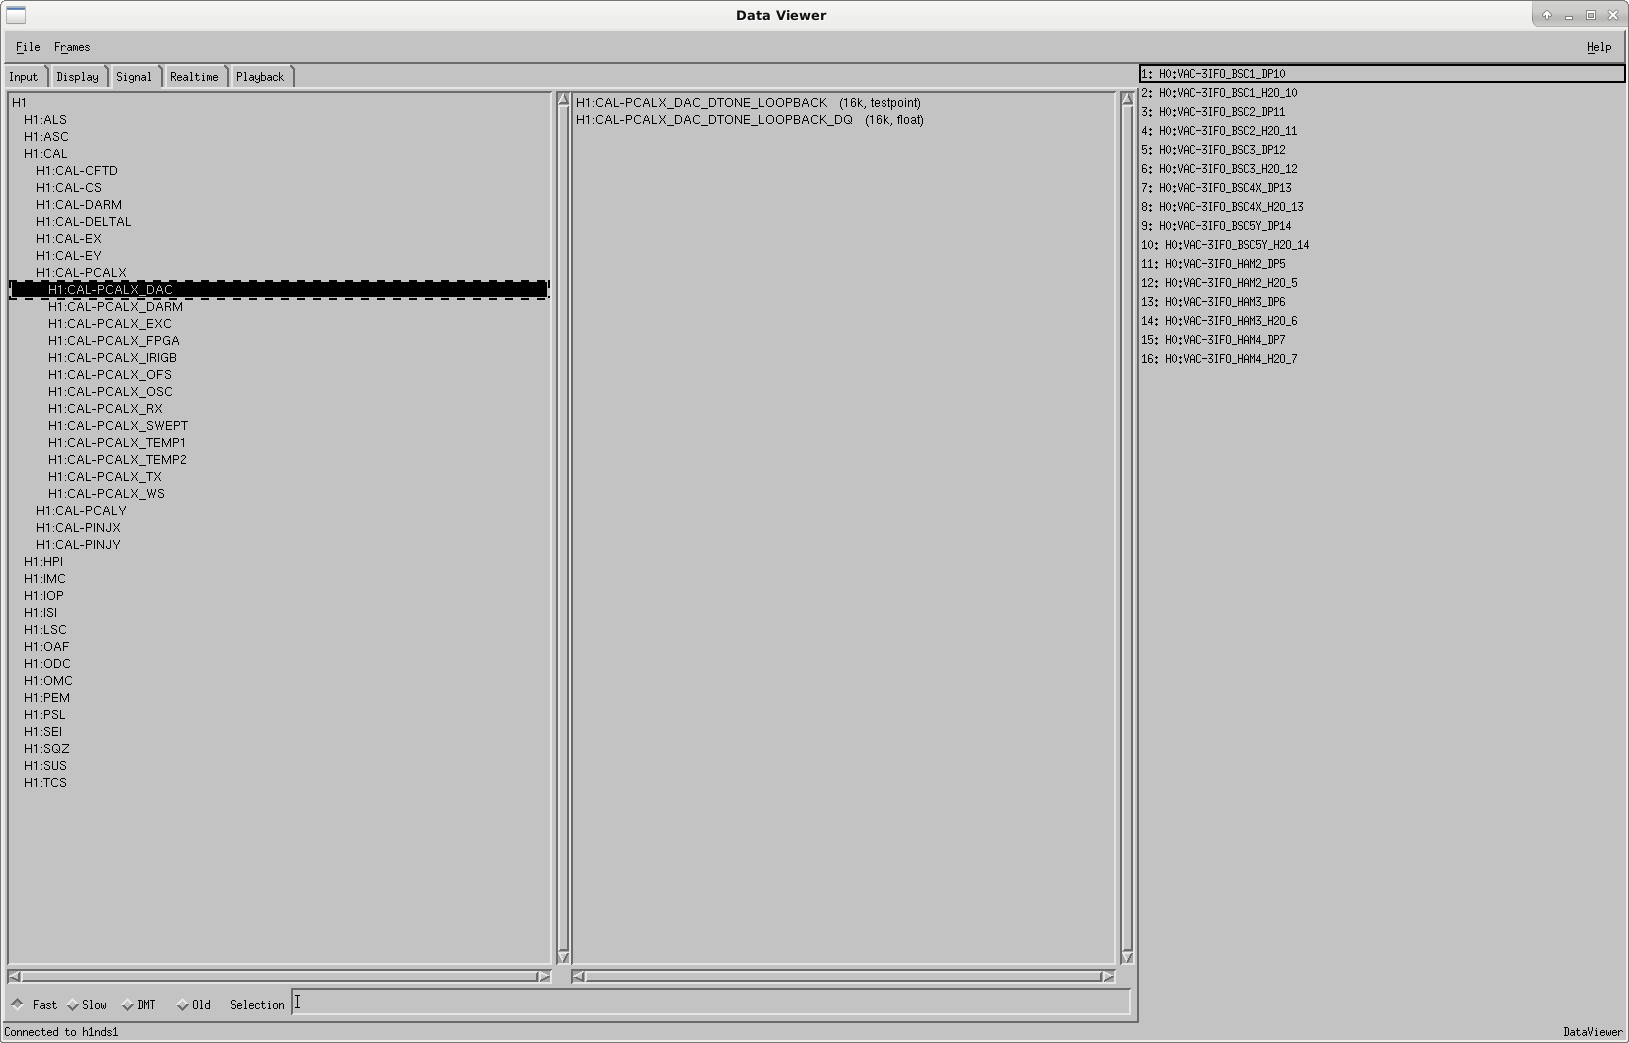 Data Viewer
File Frames Help
Input Display Signal Realtime Playback
H1
H1:ALS
H1:ASC
H1:CAL
H1:CAL-CFTD
H1:CAL-CS
H1:CAL-DARM
H1:CAL-DELTAL
H1:CAL-EX
H1:CAL-EY
H1:CAL-PCALX
H1:CAL-PCALX_DAC
H1:CAL-PCALX_DARM
H1:CAL-PCALX_EXC
H1:CAL-PCALX_FPGA
H1:CAL-PCALX_IRIGB
H1:CAL-PCALX_OFS
H1:CAL-PCALX_OSC
H1:CAL-PCALX_RX
H1:CAL-PCALX_SWEPT
H1:CAL-PCALX_TEMP1
H1:CAL-PCALX_TEMP2
H1:CAL-PCALX_TX
H1:CAL-PCALX_WS
H1:CAL-PCALY
H1:CAL-PINJX
H1:CAL-PINJY
H1:HPI
H1:IMC
H1:IOP
H1:ISI
H1:LSC
H1:OAF
H1:ODC
H1:OMC
H1:PEM
H1:PSL
H1:SEI
H1:SQZ
H1:SUS
H1:TCS
H1:CAL-PCALX_DAC_DTONE_LOOPBACK (16k, testpoint)
H1:CAL-PCALX_DAC_DTONE_LOOPBACK_DQ (16k, float)
1: H0:VAC-3IFO_BSC1_DP10
2: H0:VAC-3IFO_BSC1_H2O_10
3: H0:VAC-3IFO_BSC2_DP11
4: H0:VAC-3IFO_BSC2_H2O_11
5: H0:VAC-3IFO_BSC3_DP12
6: H0:VAC-3IFO_BSC3_H2O_12
7: H0:VAC-3IFO_BSC4X_DP13
8: H0:VAC-3IFO_BSC4X_H2O_13
9: H0:VAC-3IFO_BSC5Y_DP14
10: H0:VAC-3IFO_BSC5Y_H2O_14
11: H0:VAC-3IFO_HAM2_DP5
12: H0:VAC-3IFO_HAM2_H2O_5
13: H0:VAC-3IFO_HAM3_DP6
14: H0:VAC-3IFO_HAM3_H2O_6
15: H0:VAC-3IFO_HAM4_DP7
16: H0:VAC-3IFO_HAM4_H2O_7
Fast Slow DMT Old Selection
Connected to h1nds1 DataViewer